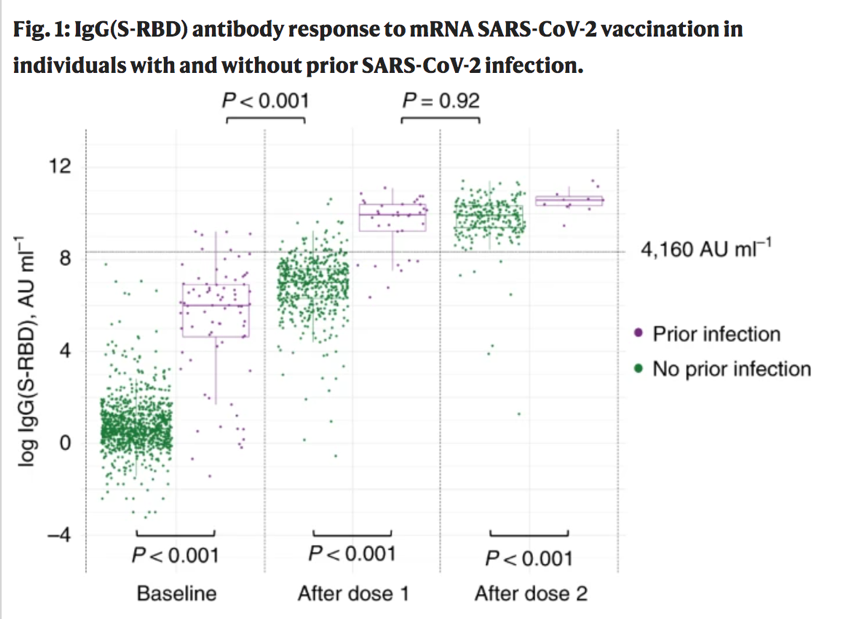 Fig. 1: IgG(S-RBD) antibody response to mRNA SARS-CoV-2 vaccination in
individuals with and without prior SARS-CoV-2 infection.
P < 0.001
P = 0.92
12
8
4
0
−4
log IgG(S-RBD), AU ml−1
4,160 AU ml−1
Prior infection
No prior infection
P < 0.001
P < 0.001
P < 0.001
Baseline
After dose 1
After dose 2